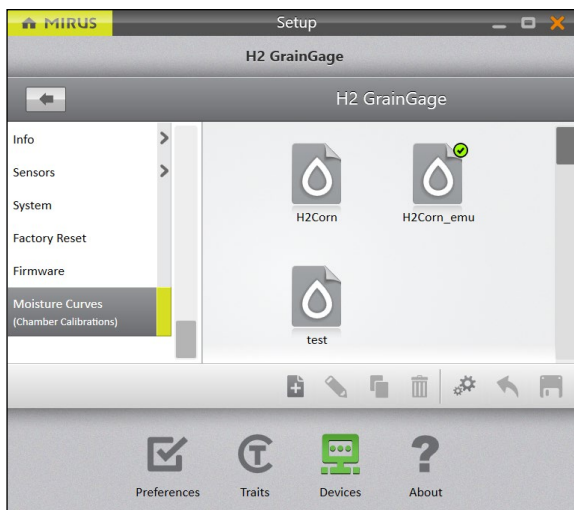 MIRUS
Setup
H2 GrainGage
H2 GrainGage
Info
Sensors
System
Factory Reset
Firmware
Moisture Curves
(Chamber Calibrations)
H2Corn
H2Corn_emu
test
Preferences
Traits
Devices
About